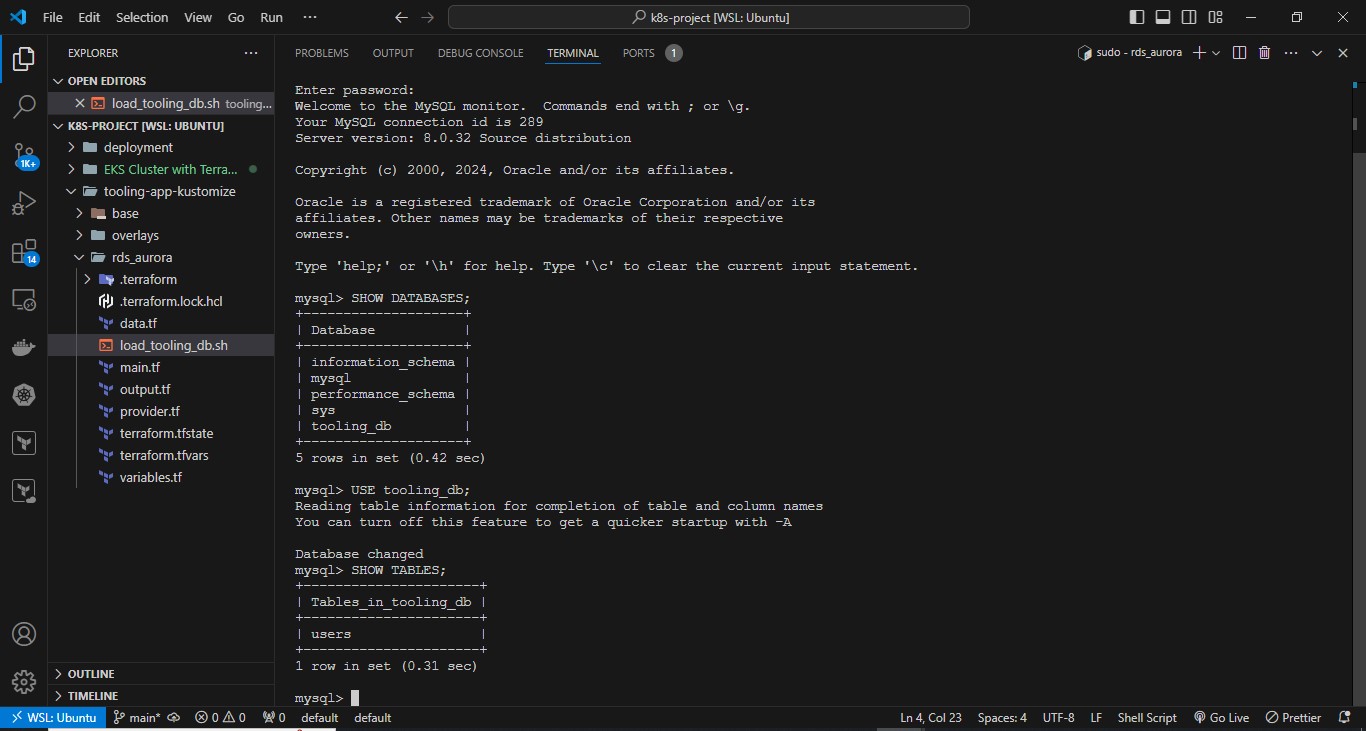 File Edit Selection View Go Run ··· k8s-project [WSL: Ubuntu]
EXPLORER ···
OPEN EDITORS
load_tooling_db.sh tooling...
K8S-PROJECT [WSL: UBUNTU]
deployment
EKS Cluster with Terra...
tooling-app-kustomize
base
overlays
rds_aurora
.terraform
.terraform.lock.hcl
data.tf
load_tooling_db.sh
main.tf
output.tf
provider.tf
terraform.tfstate
terraform.tfvars
variables.tf
OUTLINE
TIMELINE
1K+
14
PROBLEMS OUTPUT DEBUG CONSOLE TERMINAL PORTS 1 sudo - rds_aurora
Enter password:
Welcome to the MySQL monitor.  Commands end with ; or \g.
Your MySQL connection id is 289
Server version: 8.0.32 Source distribution
Copyright (c) 2000, 2024, Oracle and/or its affiliates.
Oracle is a registered trademark of Oracle Corporation and/or its
affiliates. Other names may be trademarks of their respective
owners.
Type 'help;' or '\h' for help. Type '\c' to clear the current input statement.
mysql> SHOW DATABASES;
+--------------------+
| Database           |
+--------------------+
| information_schema |
| mysql              |
| performance_schema |
| sys                |
| tooling_db         |
+--------------------+
5 rows in set (0.42 sec)
mysql> USE tooling_db;
Reading table information for completion of table and column names
You can turn off this feature to get a quicker startup with -A
Database changed
mysql> SHOW TABLES;
+----------------------+
| Tables_in_tooling_db |
+----------------------+
| users                |
+----------------------+
1 row in set (0.31 sec)
mysql>
WSL: Ubuntu main* 0 0 0 default default Ln 4, Col 23 Spaces: 4 UTF-8 LF Shell Script Go Live Prettier